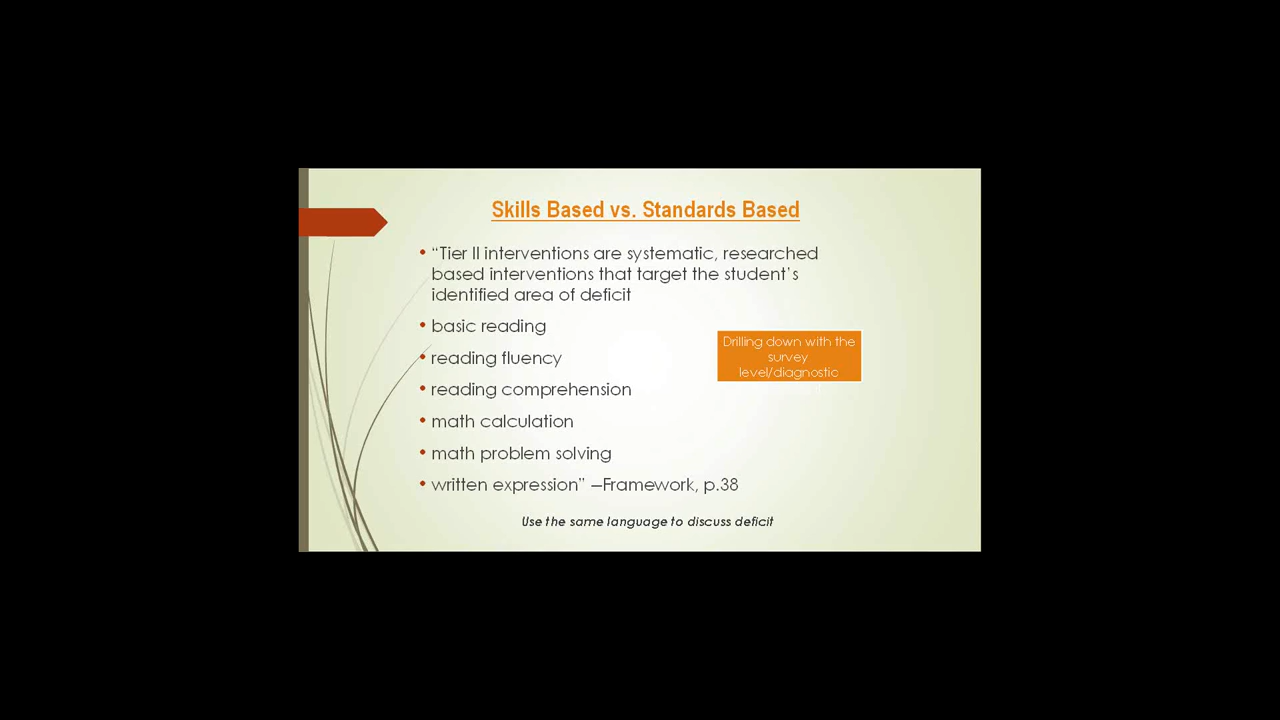 Skills Based vs. Standards Based
• “Tier II interventions are systematic, researched
based interventions that target the student’s
identified area of deficit
• basic reading
• reading fluency
• reading comprehension
• math calculation
• math problem solving
• written expression” –Framework, p.38
Drilling down with the
survey
level/diagnostic
Use the same language to discuss deficit